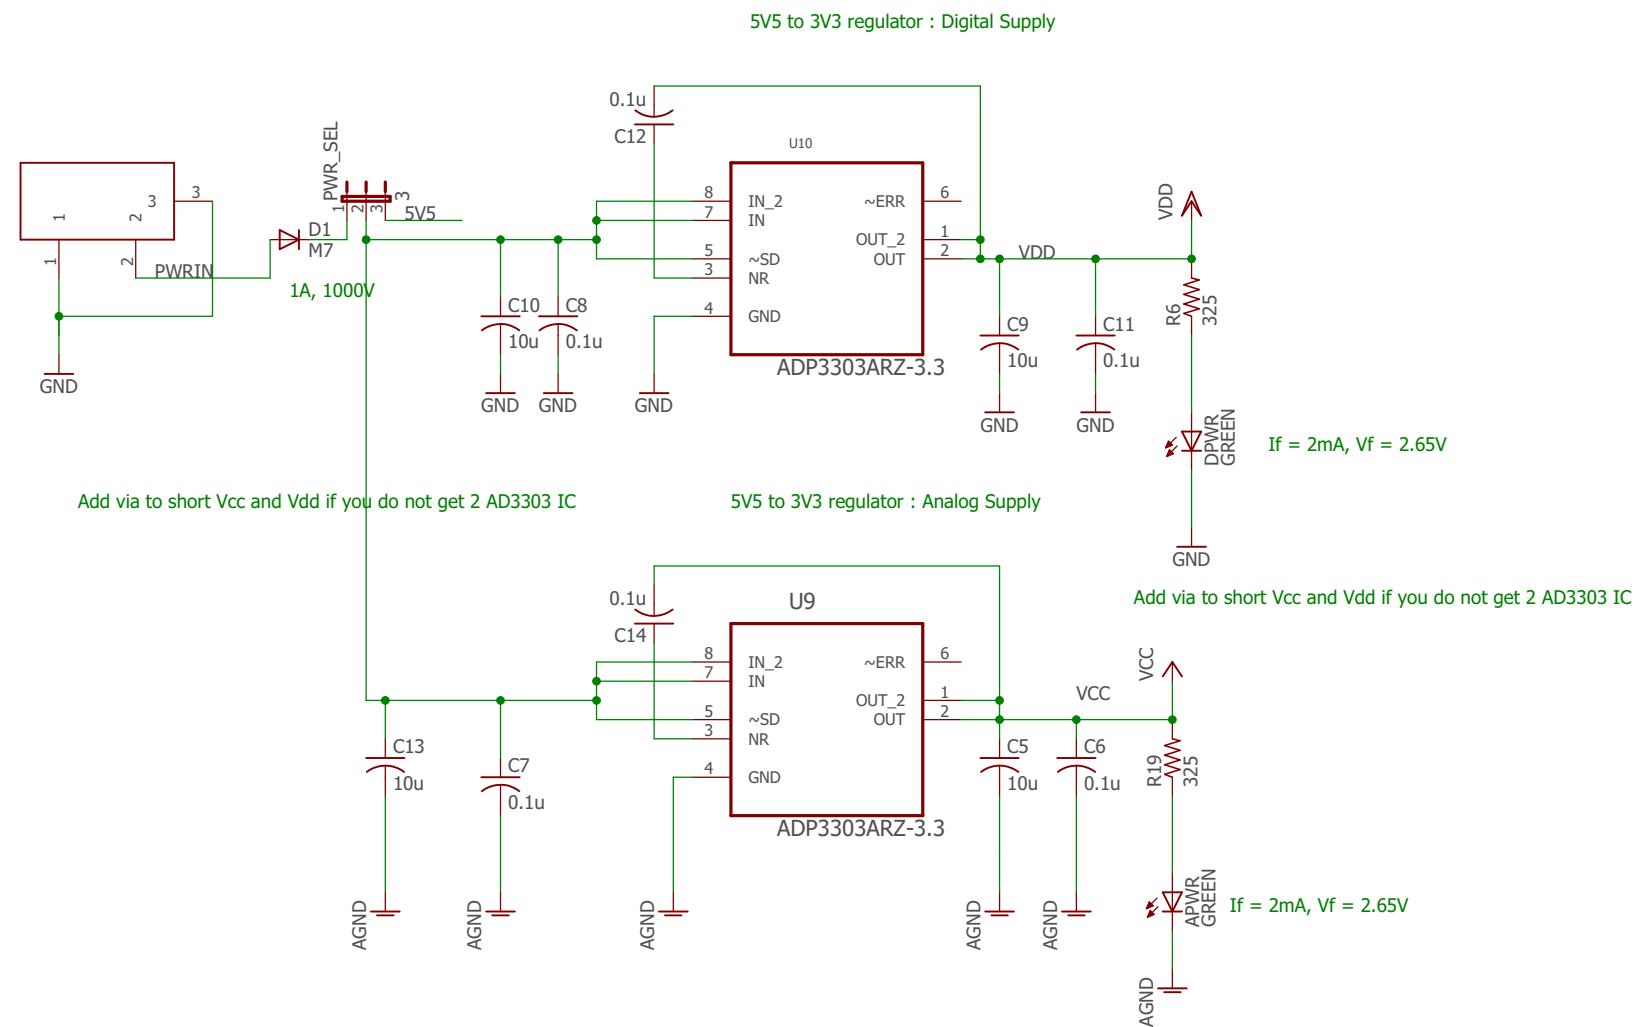 5V5 to 3V3 regulator : Digital Supply
0.1u
C12
U10
PWR_SEL
1
2
3
3
5V5
3
3
1
2
1
2
PWRIN
D1
M7
1A, 1000V
GND
C10
10u
GND
C8
0.1u
GND
GND
8
7
5
3
4
IN_2
IN
~SD
NR
GND
~ERR
OUT_2
OUT
6
1
2
ADP3303ARZ-3.3
VDD
C9
10u
GND
C11
0.1u
GND
VDD
R6
325
DPWR
GREEN
If = 2mA, Vf = 2.65V
GND
Add via to short Vcc and Vdd if you do not get 2 AD3303 IC
5V5 to 3V3 regulator : Analog Supply
Add via to short Vcc and Vdd if you do not get 2 AD3303 IC
0.1u
C14
U9
8
7
5
3
4
IN_2
IN
~SD
NR
GND
~ERR
OUT_2
OUT
6
1
2
ADP3303ARZ-3.3
C13
10u
AGND
C7
0.1u
AGND
AGND
VCC
C5
10u
AGND
C6
0.1u
AGND
VCC
R19
325
APWR
GREEN
If = 2mA, Vf = 2.65V
AGND